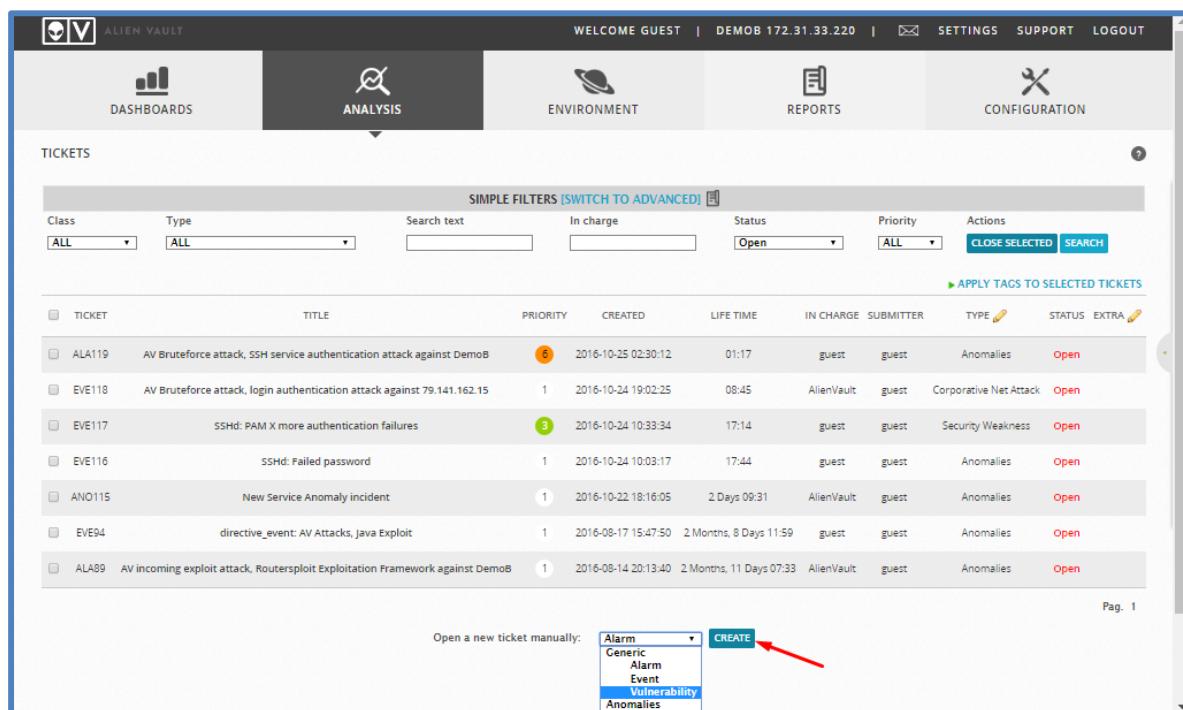 ALIEN VAULT WELCOME GUEST | DEMOB 172.31.33.220 | SETTINGS SUPPORT LOGOUT
DASHBOARDS ANALYSIS ENVIRONMENT REPORTS CONFIGURATION
TICKETS ?
SIMPLE FILTERS [SWITCH TO ADVANCED]
Class Type Search text In charge Status Priority Actions
ALL ALL Open ALL CLOSE SELECTED SEARCH
APPLY TAGS TO SELECTED TICKETS
TICKET TITLE PRIORITY CREATED LIFE TIME IN CHARGE SUBMITTER TYPE STATUS EXTRA
ALA119 AV Bruteforce attack, SSH service authentication attack against DemoB 6 2016-10-25 02:30:12 01:17 guest guest Anomalies Open
EVE118 AV Bruteforce attack, login authentication attack against 79.141.162.15 1 2016-10-24 19:02:25 08:45 AlienVault guest Corporative Net Attack Open
EVE117 SSHd: PAM X more authentication failures 3 2016-10-24 10:33:34 17:14 guest guest Security Weakness Open
EVE116 SSHd: Failed password 1 2016-10-24 10:03:17 17:44 guest guest Anomalies Open
ANO115 New Service Anomaly incident 1 2016-10-22 18:16:05 2 Days 09:31 AlienVault guest Anomalies Open
EVE94 directive_event: AV Attacks, Java Exploit 1 2016-08-17 15:47:50 2 Months, 8 Days 11:59 guest guest Anomalies Open
ALA89 AV incoming exploit attack, Routersploit Exploitation Framework against DemoB 1 2016-08-14 20:13:40 2 Months, 11 Days 07:33 AlienVault guest Anomalies Open
Pag. 1
Open a new ticket manually: Alarm CREATE
Generic
Alarm
Event
Vulnerability
Anomalies